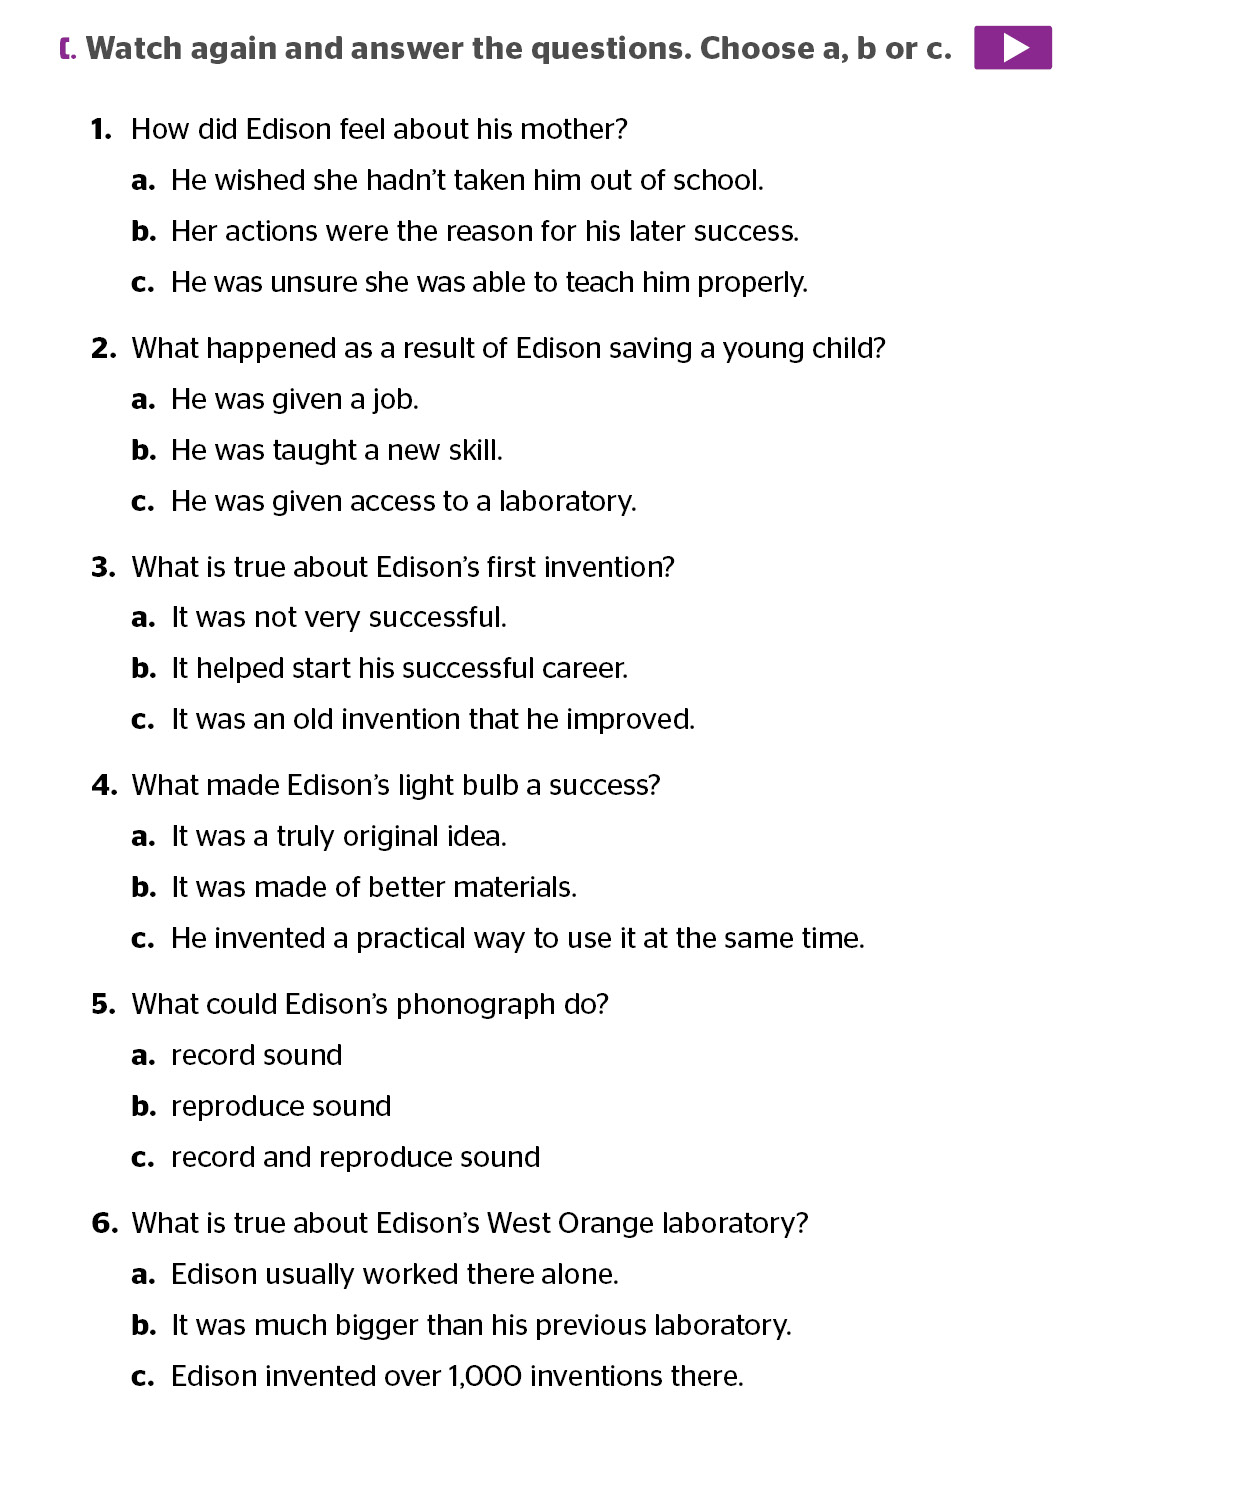 C. Watch again and answer the questions. Choose a, b or c.
1. How did Edison feel about his mother?
a. He wished she hadn’t taken him out of school.
b. Her actions were the reason for his later success.
c. He was unsure she was able to teach him properly.
2. What happened as a result of Edison saving a young child?
a. He was given a job.
b. He was taught a new skill.
c. He was given access to a laboratory.
3. What is true about Edison’s first invention?
a. It was not very successful.
b. It helped start his successful career.
c. It was an old invention that he improved.
4. What made Edison’s light bulb a success?
a. It was a truly original idea.
b. It was made of better materials.
c. He invented a practical way to use it at the same time.
5. What could Edison’s phonograph do?
a. record sound
b. reproduce sound
c. record and reproduce sound
6. What is true about Edison’s West Orange laboratory?
a. Edison usually worked there alone.
b. It was much bigger than his previous laboratory.
c. Edison invented over 1,000 inventions there.